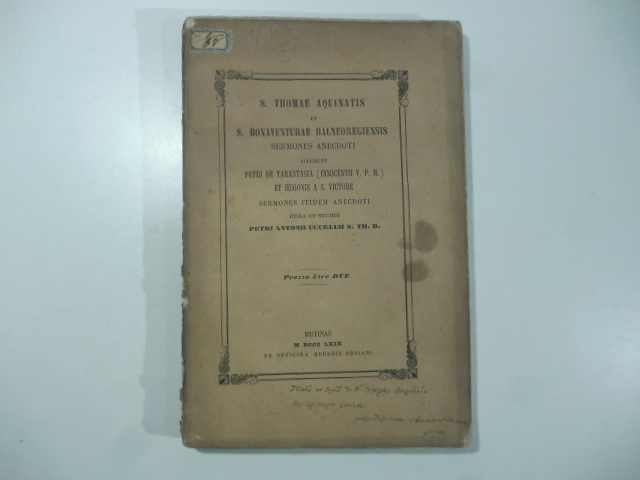 S. THOMAE AQUINATIS
ET
S. BONAVENTURAE BALNEOREGIENSIS
SERMONES ANECDOTI
ACCEDUNT
PETRI DE TARANTASIA (INNOCENTII V. P. M.)
ET HUGONIS A S. VICTORE
SERMONES ITIDEM ANECDOTI
CURA ET STUDIO
PETRI ANTONII UCCELLII S. TH. D.
Prezzo Lire DUE
MUTINAE
M DCCC LXIX
EX OFFICINA HEREDIS SOLIANI